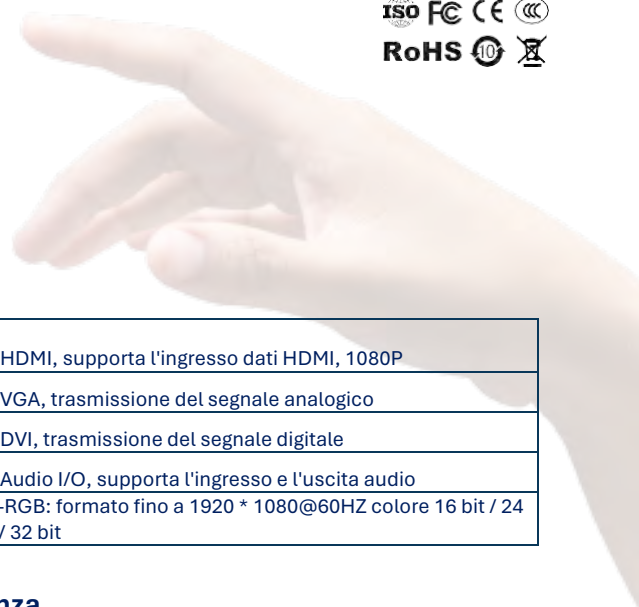 ISO FC CE CCC
RoHS 10
HDMI, supporta l'ingresso dati HDMI, 1080P
VGA, trasmissione del segnale analogico
DVI, trasmissione del segnale digitale
Audio I/O, supporta l'ingresso e l'uscita audio
-RGB: formato fino a 1920 * 1080@60HZ colore 16 bit / 24
/ 32 bit
nza